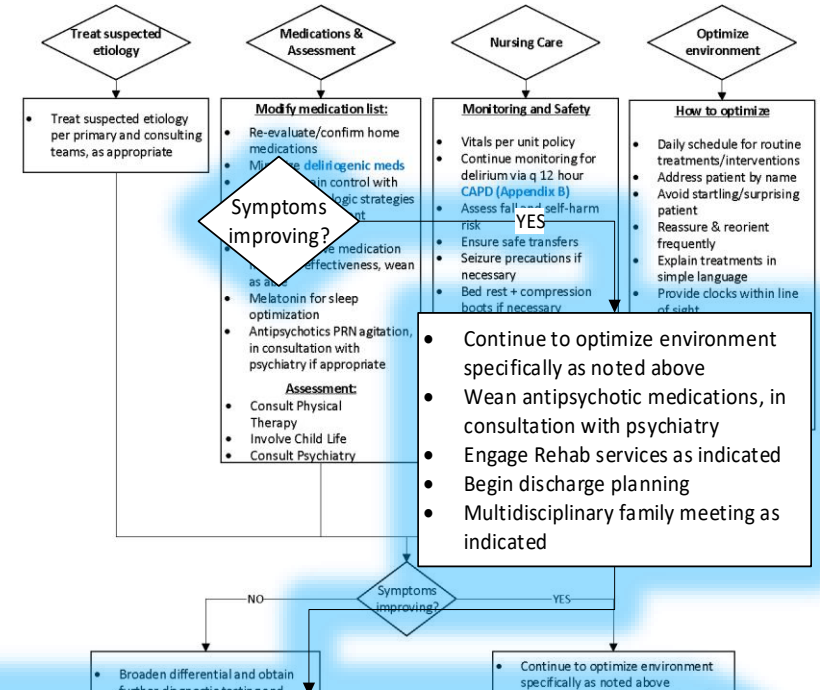 Treat suspected
etiology
Medications &
Assessment
Nursing Care
Optimize
environment
• Treat suspected etiology
per primary and consulting
teams, as appropriate
Modify medication list:
• Re-evaluate/confirm home
medications
deliriogenic meds
control with
strategies
medication
effectiveness, wean
as
• Melatonin for sleep
optimization
• Antipsychotics PRN agitation,
in consultation with
psychiatry if appropriate
Assessment:
• Consult Physical
Therapy
• Involve Child Life
• Consult Psychiatry
Monitoring and Safety
• Vitals per unit policy
• Continue monitoring for
delirium via q 12 hour
CAPD (Appendix B)
• Assess fall and self-harm
risk
• Ensure safe transfers
• Seizure precautions if
necessary
• Bed rest + compression
boots if necessary
How to optimize
• Daily schedule for routine
treatments/interventions
• Address patient by name
• Avoid startling/surprising
patient
• Reassure & reorient
frequently
• Explain treatments in
simple language
• Provide clocks within line
of sight
Symptoms
improving?
YES
• Continue to optimize environment
specifically as noted above
• Wean antipsychotic medications, in
consultation with psychiatry
• Engage Rehab services as indicated
• Begin discharge planning
• Multidisciplinary family meeting as
indicated
Symptoms
improving?
NO
YES
• Broaden differential and obtain
further diagnostic testing and
• Continue to optimize environment
specifically as noted above